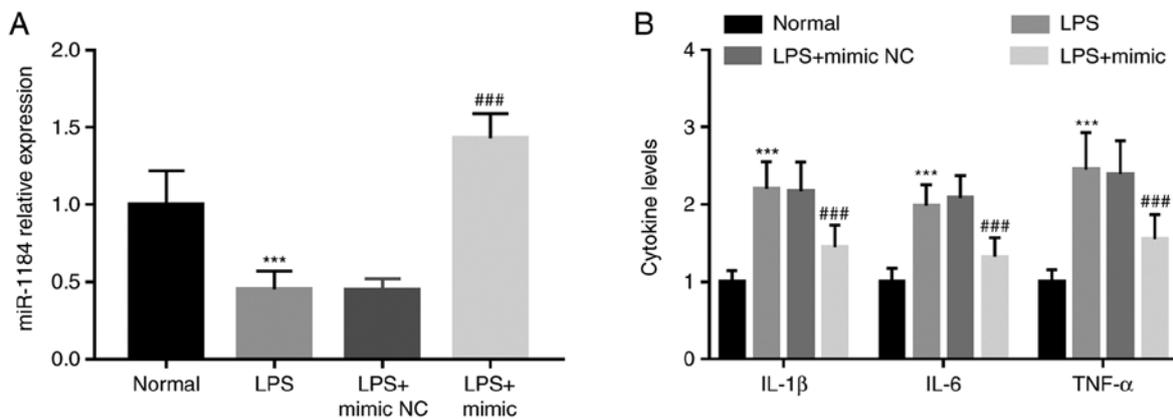 A
miR-1184 relative expression
2.0
1.5
1.0
0.5
0.0
***
###
Normal
LPS
LPS+
mimic NC
LPS+
mimic
B
Normal
LPS
LPS+mimic NC
LPS+mimic
Cytokine levels
4
3
2
1
0
***
###
***
###
***
###
IL-1β
IL-6
TNF-α